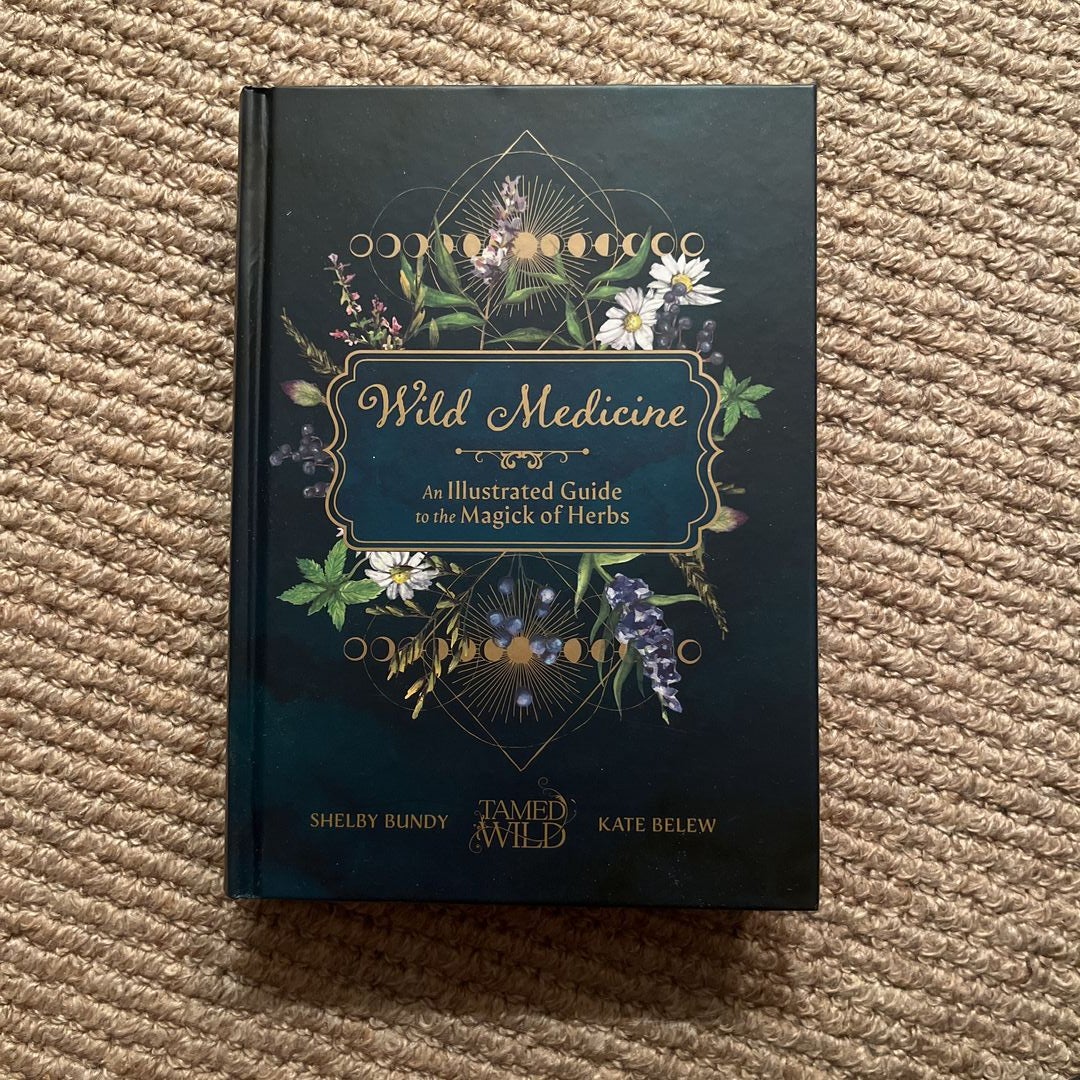 Wild Medicine
An Illustrated Guide
to the Magick of Herbs
SHELBY BUNDY
TAMED
WILD
KATE BELEW